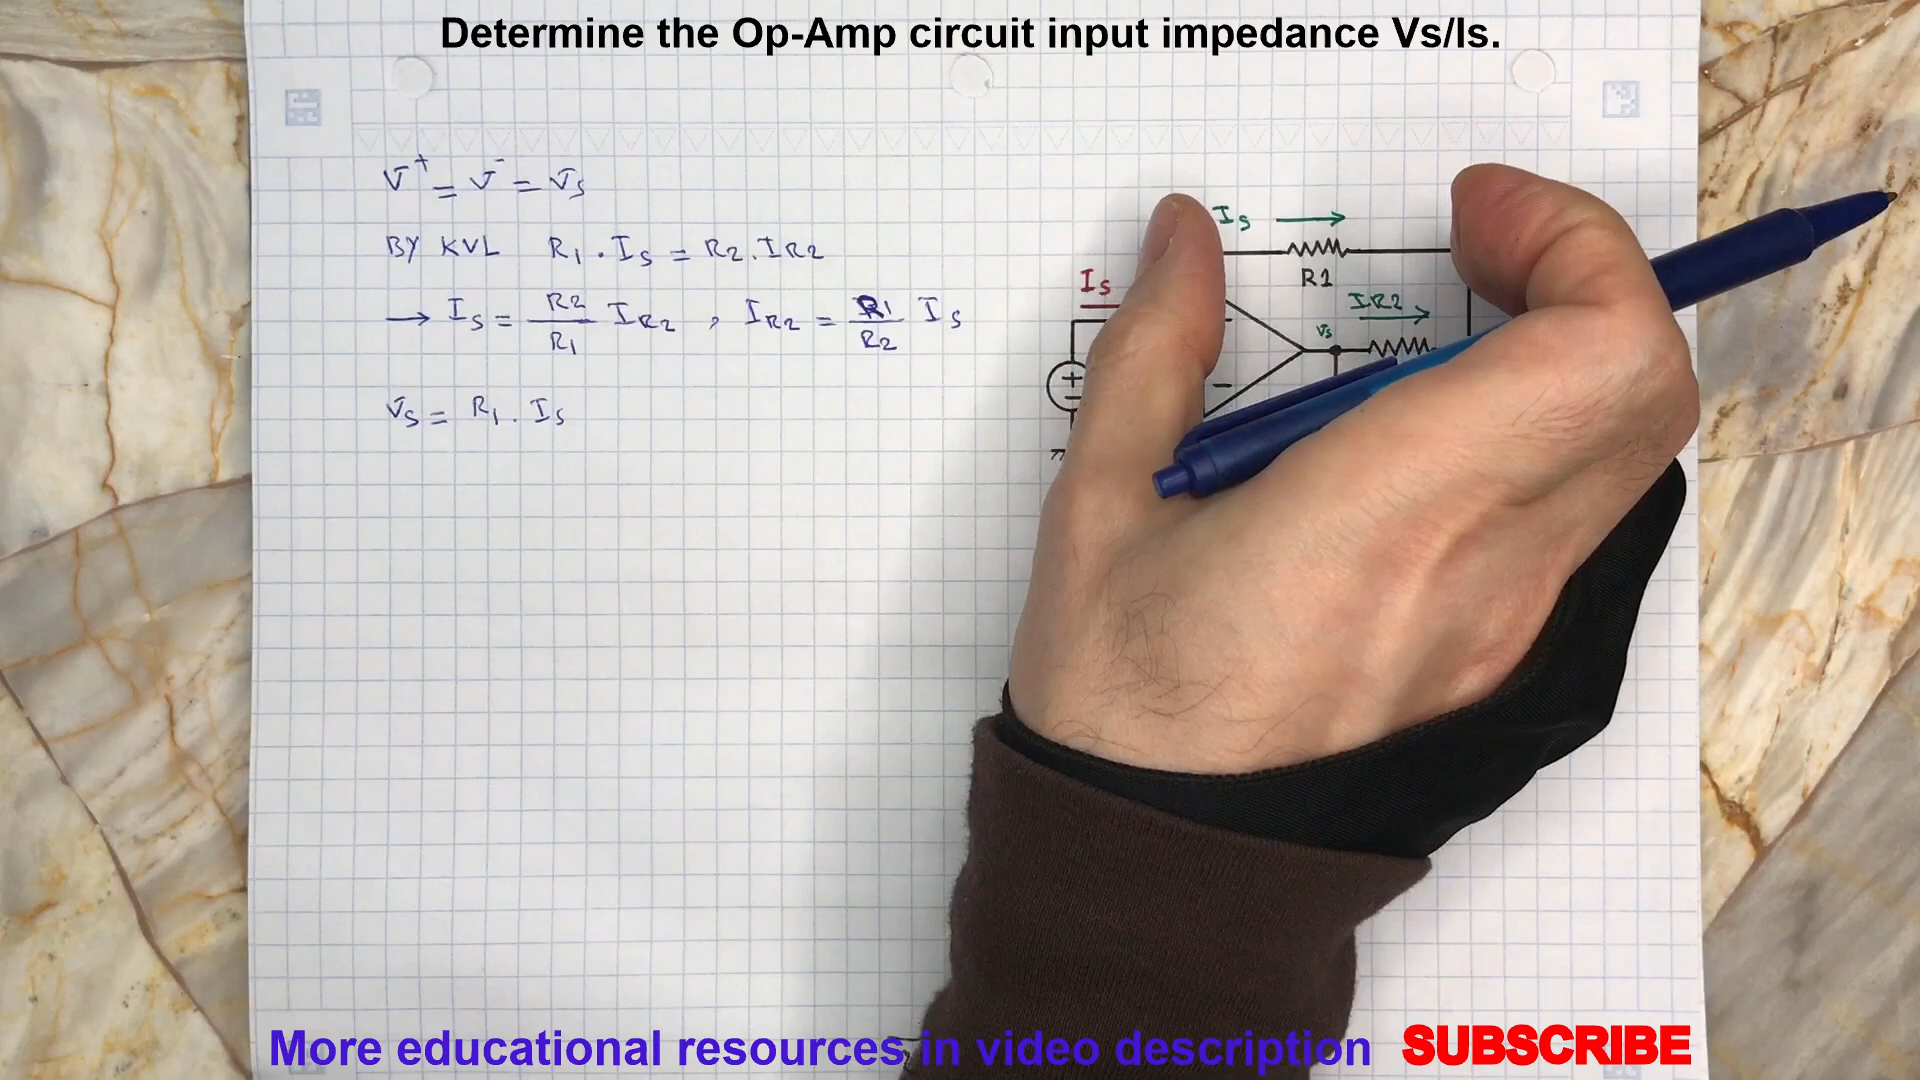 Determine the Op-Amp circuit input impedance Vs/Is.
V⁺ = V⁻ = Vs
BY KVL R1 . Is = R2 . IR2
→ Is = R2/R1 IR2 , IR2 = R1/R2 Is
Vs = R1 . Is
Is →
R1
Is
IR2 →
Vs
+
-
-
-
More educational resources in video description SUBSCRIBE